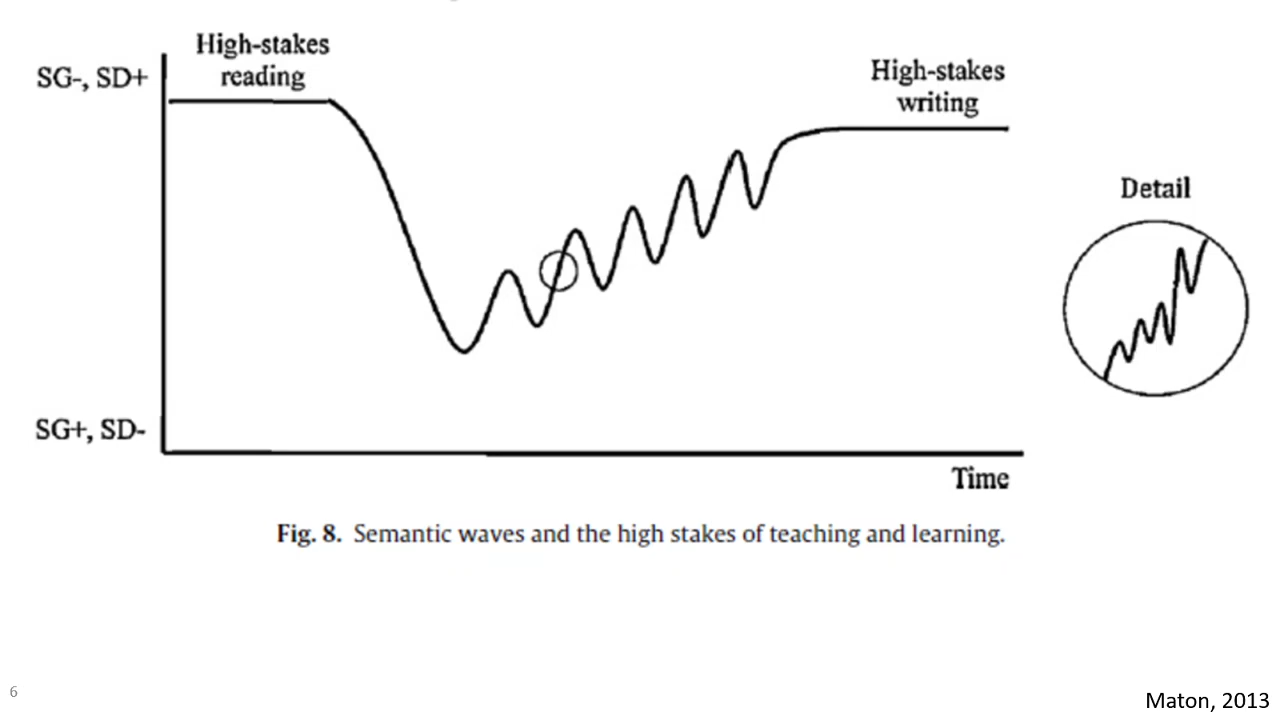 High-stakes
reading
SG-, SD+
High-stakes
writing
Detail
SG+, SD-
Time
Fig. 8. Semantic waves and the high stakes of teaching and learning.
6
Maton, 2013